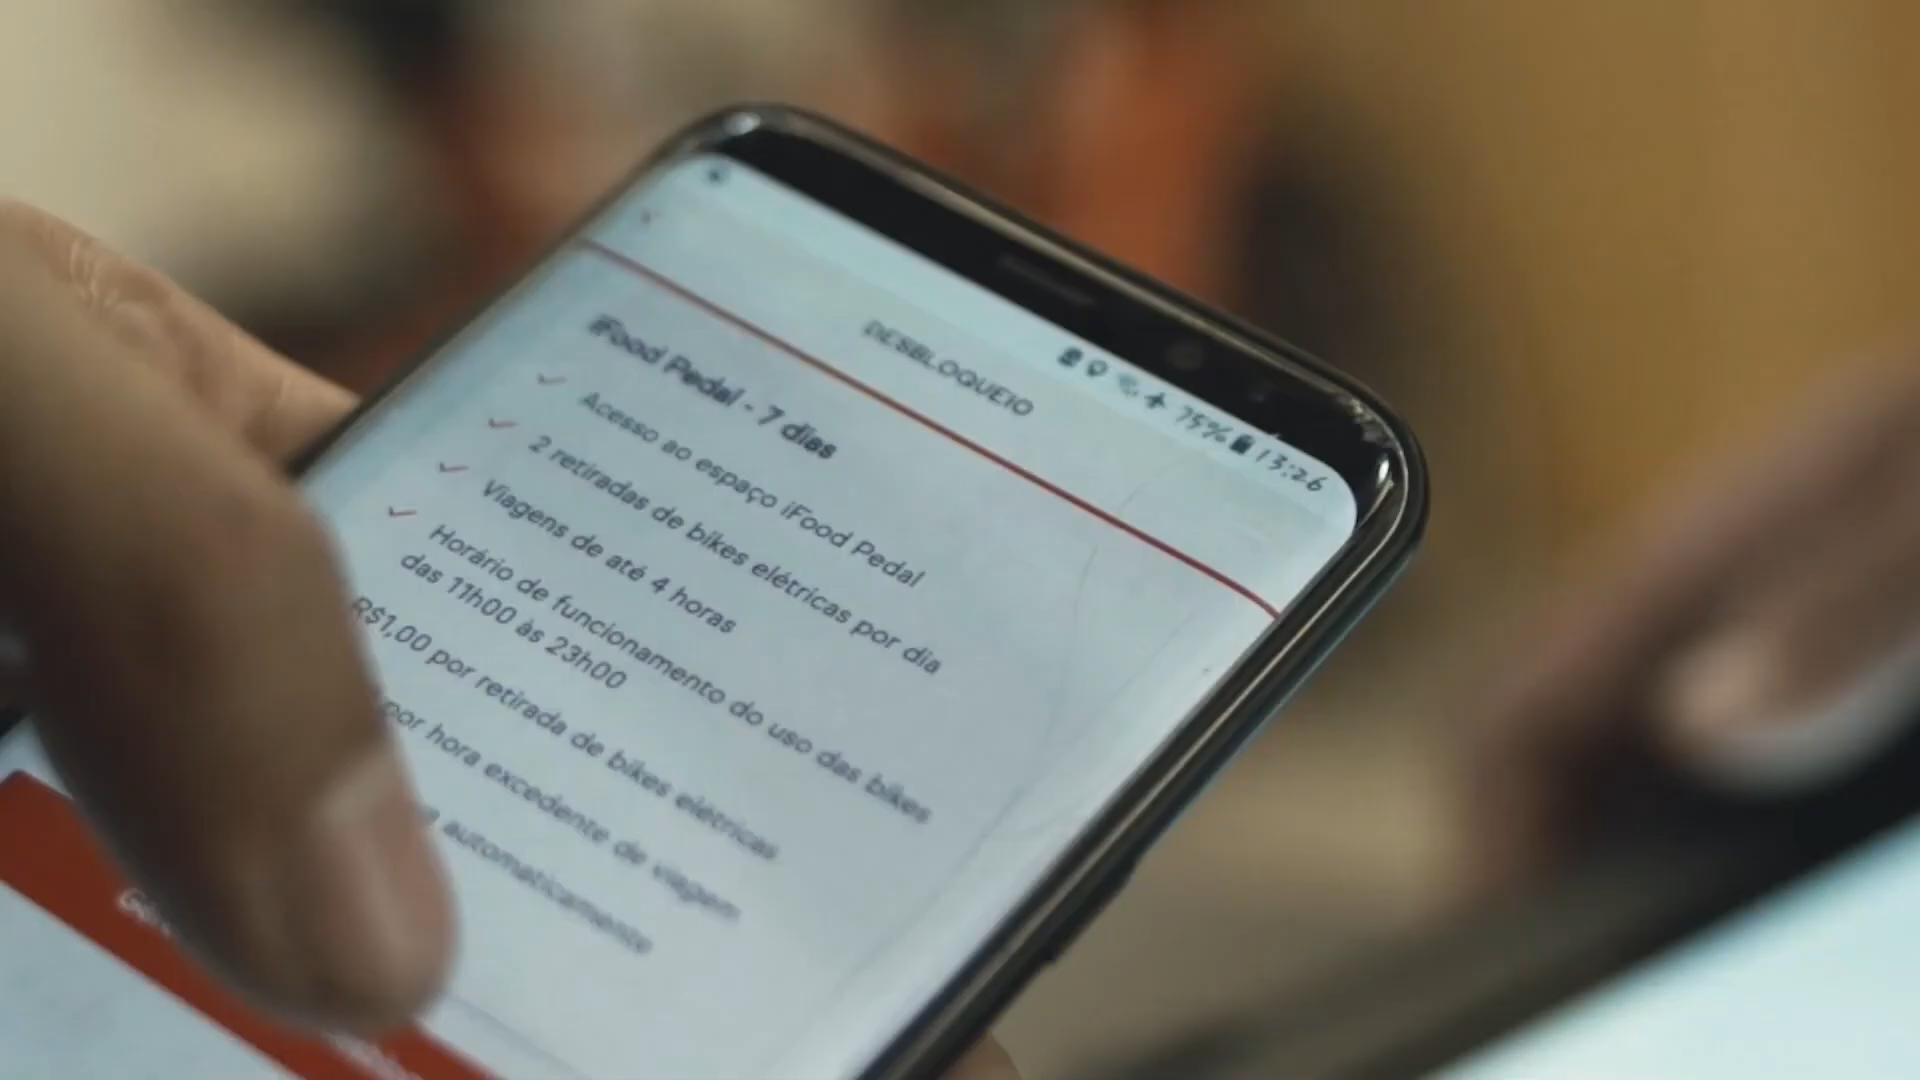 75% 13:26
DESBLOQUEIO
iFood Pedal - 7 dias
Acesso ao espaço iFood Pedal
2 retiradas de bikes elétricas por dia
Viagens de até 4 horas
Horário de funcionamento do uso das bikes
das 11h00 às 23h00
R$1,00 por retirada de bikes elétricas
por hora excedente de viagem
automaticamente